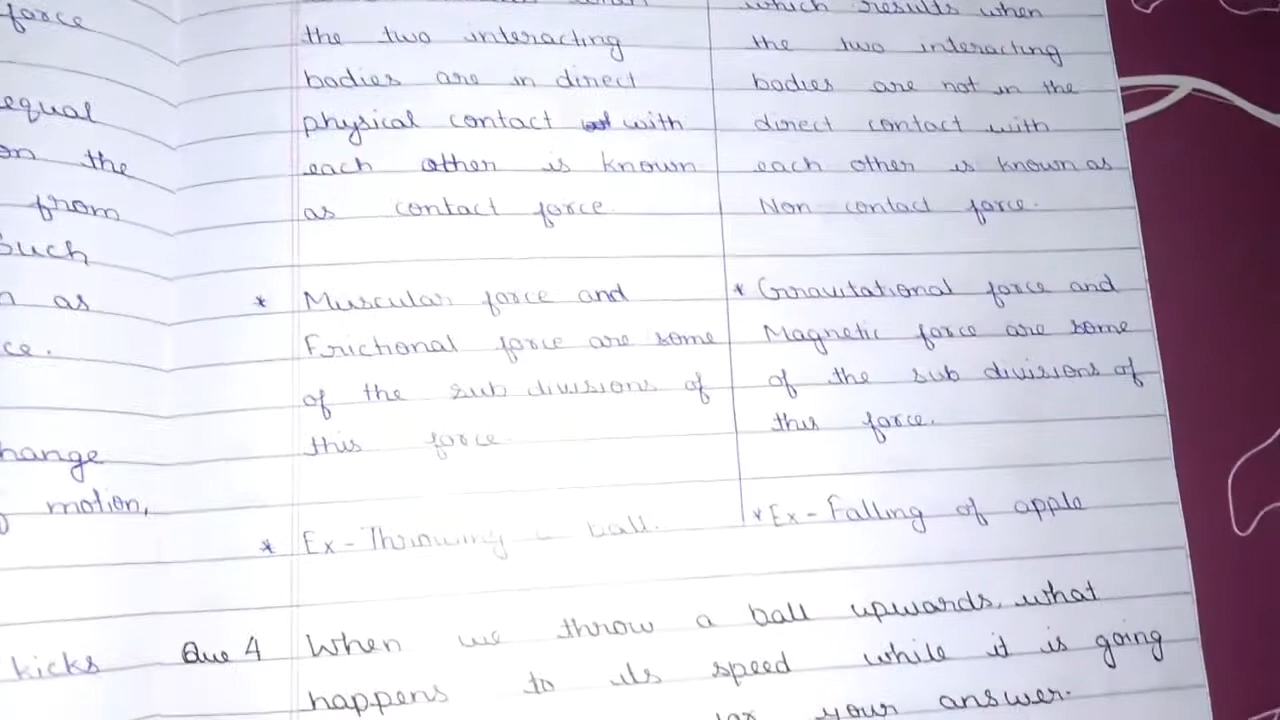 force
equal
on the
from
Such
as
ce.
hange
motion,
kicks
the two interacting
bodies are in direct
physical contact with
each other is known
as contact force.
* Muscular force and
Frictional force are some
of the sub divisions of
this force.
* Ex-Throwing a ball.
which results when
the two interacting
bodies are not in the
direct contact with
each other is known as
Non contact force.
* Gravitational force and
Magnetic force are some
of the sub divisions of
this force.
* Ex-Falling of apple
Que 4 When we throw a ball upwards, what
happens to its speed while it is going
your answer.